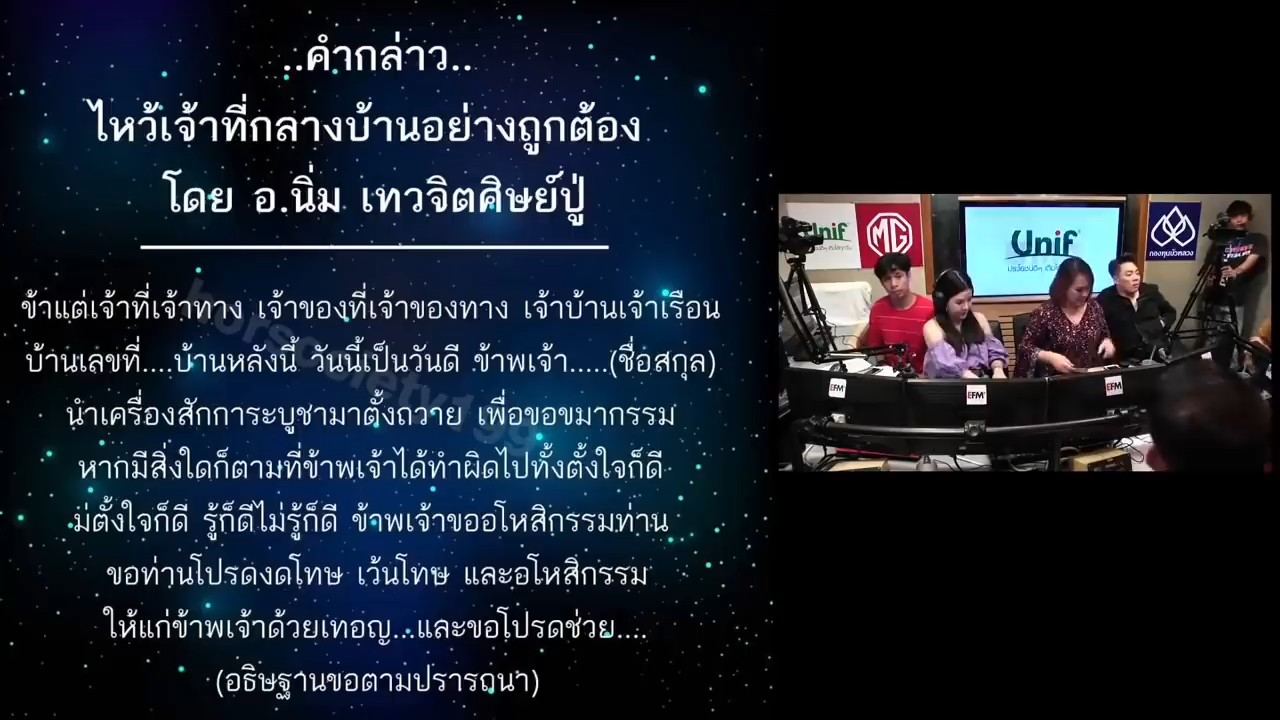 ..คำกล่าว..
ไหว้เจ้าที่กลางบ้านอย่างถูกต้อง
โดย อ.นิ่ม เทวจิตศิษย์ปู่
ข้าแต่เจ้าที่เจ้าทาง เจ้าของที่เจ้าของทาง เจ้าบ้านเจ้าเรือน
บ้านเลขที่....บ้านหลังนี้ วันนี้เป็นวันดี ข้าพเจ้า.....(ชื่อสกุล)
นำเครื่องสักการะบูชามาตั้งถวาย เพื่อขอขมากรรม
หากมีสิ่งใดก็ตามที่ข้าพเจ้าได้ทำผิดไปทั้งตั้งใจก็ดี
ม่ตั้งใจก็ดี รู้ก็ดีไม่รู้ก็ดี ข้าพเจ้าขออโหสิกรรมท่าน
ขอท่านโปรดงดโทษ เว้นโทษ และอโหสิกรรม
ให้แก่ข้าพเจ้าด้วยเทอญ...และขอโปรดช่วย....
(อธิษฐานขอตามปรารถนา)
Unif
MG
Unif
กองทุนบัวหลวง
EFM
EFM
EFM